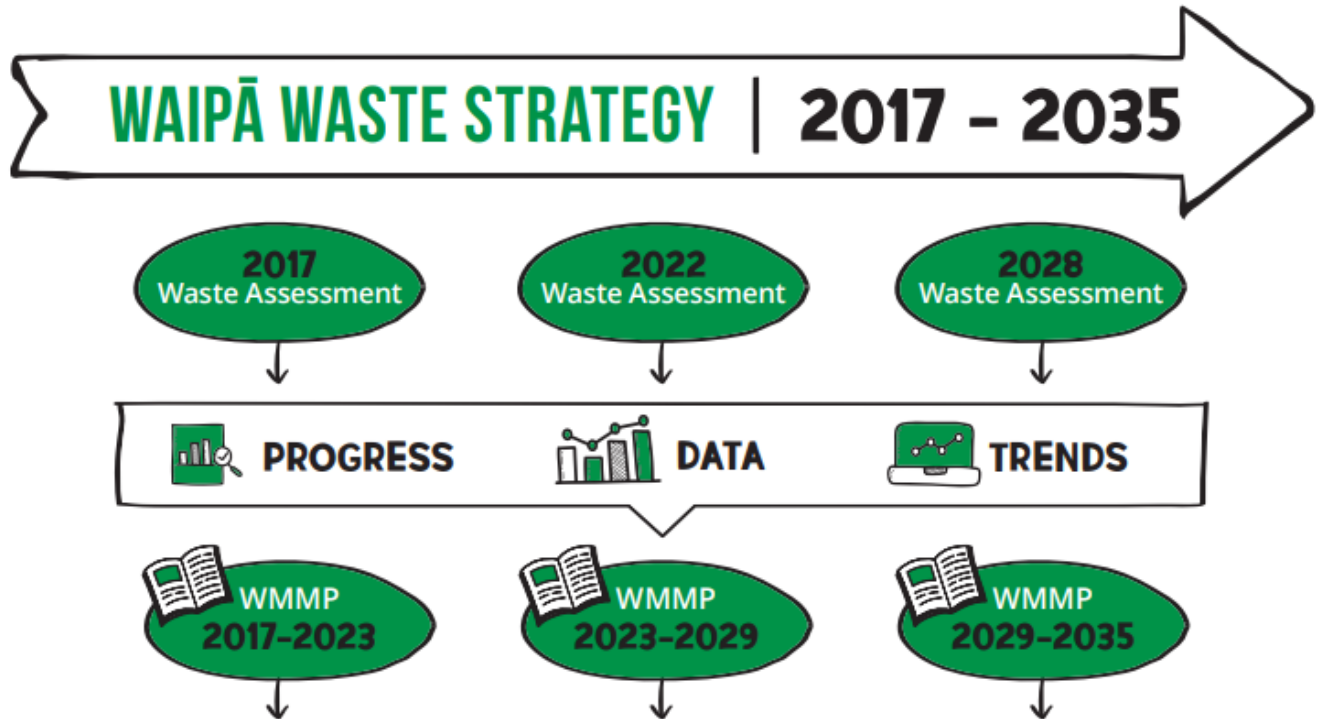 WAIPĀ WASTE STRATEGY | 2017 - 2035
2017
Waste Assessment
2022
Waste Assessment
2028
Waste Assessment
PROGRESS
DATA
TRENDS
WMMP
2017-2023
WMMP
2023-2029
WMMP
2029-2035